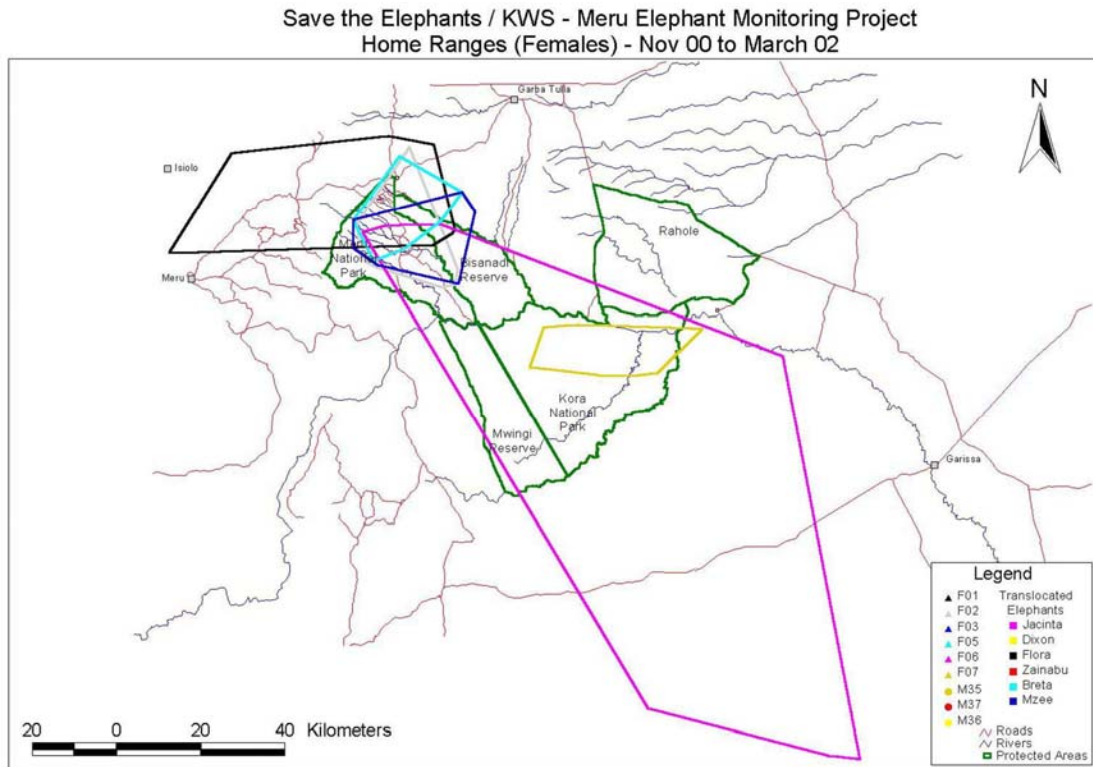 Save the Elephants / KWS - Meru Elephant Monitoring Project
Home Ranges (Females) - Nov 00 to March 02
Garba Tulla
N
Isiolo
Rahole
Meru
National
Park
Bisanadi
Reserve
Meru
Kora
National
Park
Mwingi
Reserve
Garissa
Legend
F01
F02
F03
F05
F06
F07
M35
M37
M36
Translocated
Elephants
Jacinta
Dixon
Flora
Zainabu
Breta
Mzee
Roads
Rivers
Protected Areas
20 0 20 40 Kilometers